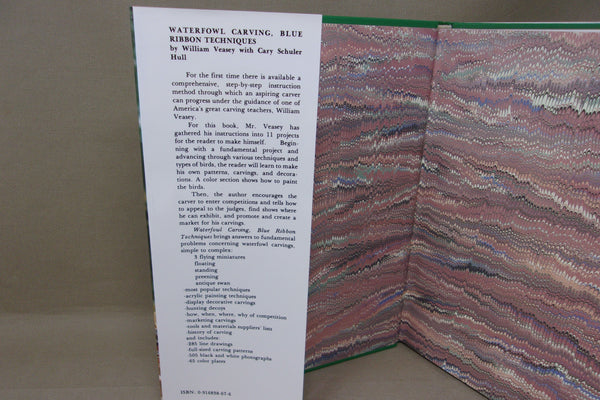 WATERFOWL CARVING, BLUE
RIBBON TECHNIQUES
by William Veasey with Cary Schuler
Hull
For the first time there is available a
comprehensive, step-by-step instruction
method through which an aspiring carver
can progress under the guidance of one of
America's great carving teachers, William
Veasey.
For this book, Mr. Veasey has
gathered his instructions into 11 projects
for the reader to make himself. Begin-
ning with a fundamental project and
advancing through various techniques and
types of birds, the reader will learn to make
his own patterns, carvings, and decora-
tions. A color section shows how to paint
the birds.
Then, the author encourages the
carver to enter competitions and tells how
to appeal to the judges, find shows where
he can exhibit, and promote and create a
market for his carvings.
Waterfowl Carving, Blue Ribbon
Techniques brings answers to fundamental
problems concerning waterfowl carvings,
simple to complex:
3 flying miniatures
floating
standing
preening
antique swan
-most popular techniques
-acrylic painting techniques
-display decorative carvings
-hunting decoys
-how, when, where, why of competition
-marketing carvings
-tools and materials suppliers' lists
-history of carving
and includes:
-285 line drawings
-full-sized carving patterns
-505 black and white phonographs
-45 color plates
ISBN: 0-916838-67-6